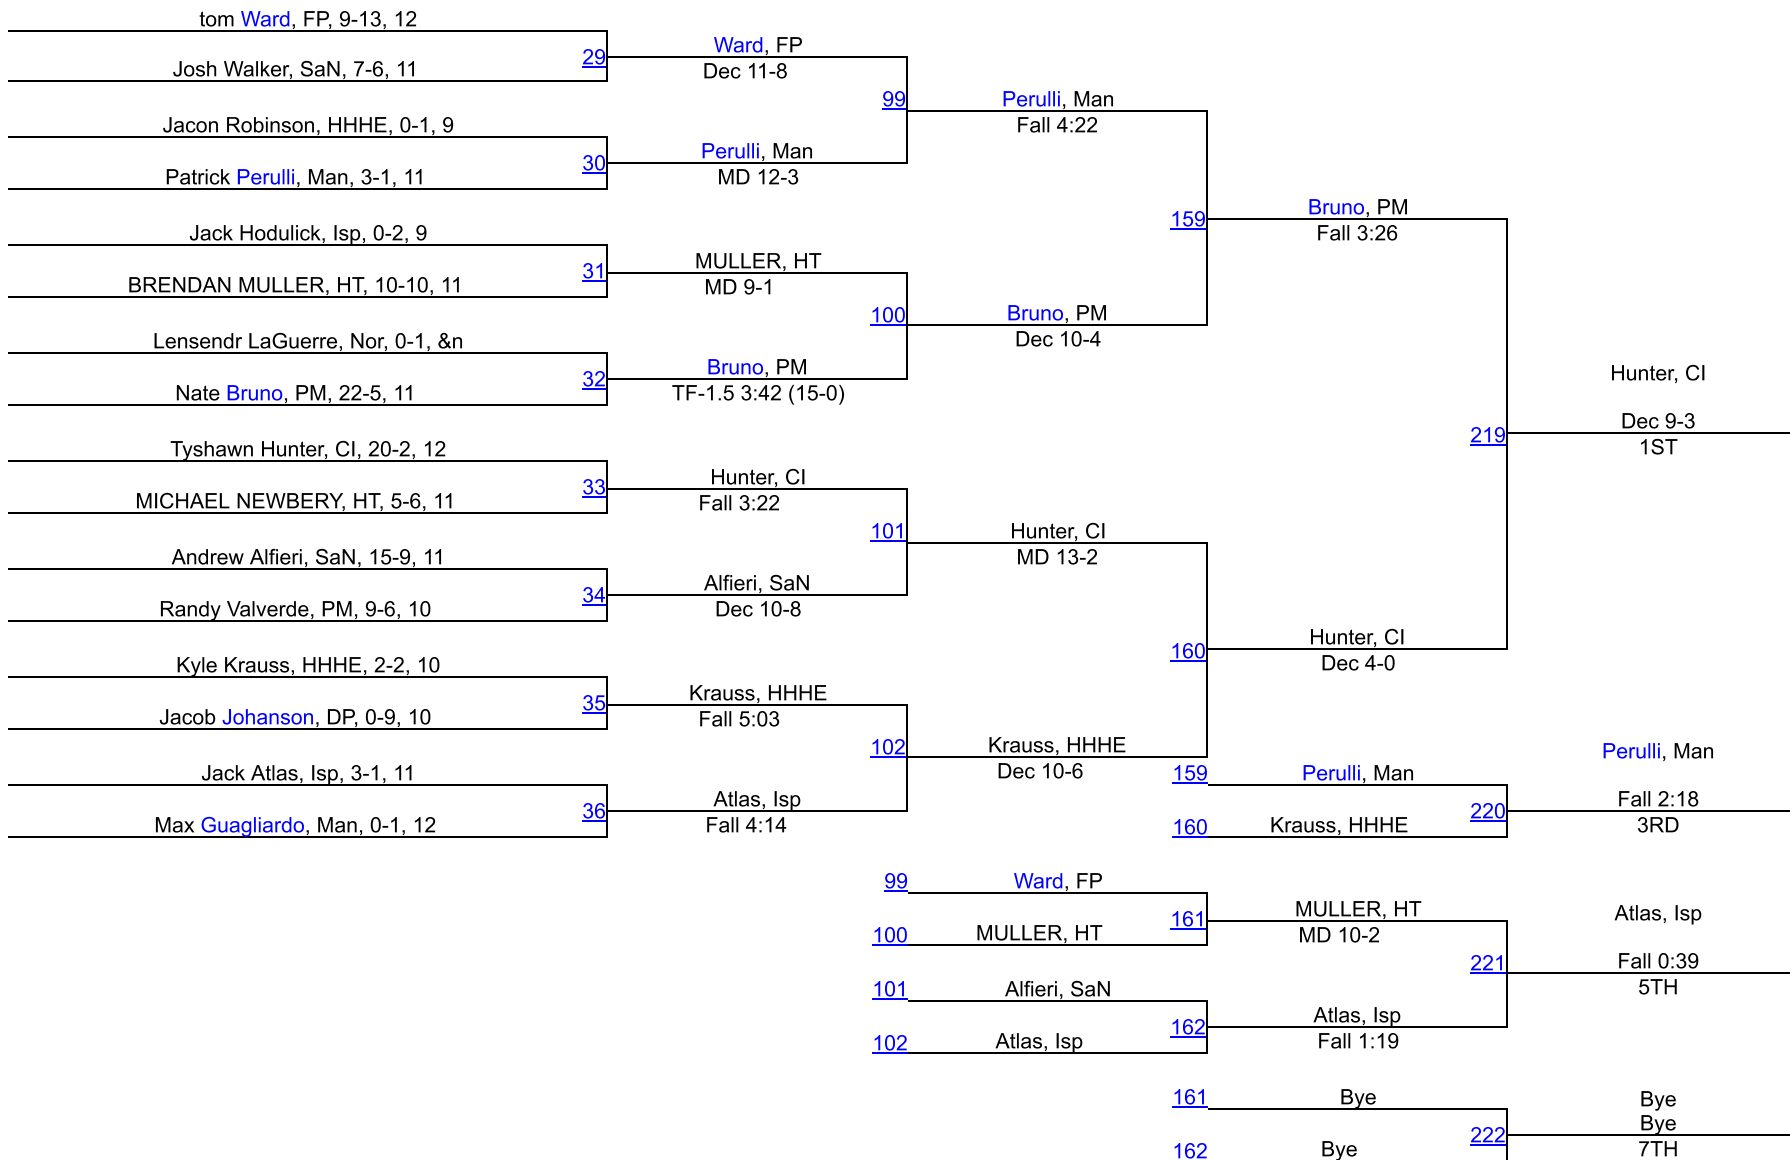 tom Ward, FP, 9-13, 12
29
Josh Walker, SaN, 7-6, 11
Ward, FP
Dec 11-8
99
Jacon Robinson, HHHE, 0-1, 9
30
Patrick Perulli, Man, 3-1, 11
Perulli, Man
MD 12-3
Perulli, Man
Fall 4:22
159
Jack Hodulick, Isp, 0-2, 9
31
BRENDAN MULLER, HT, 10-10, 11
MULLER, HT
MD 9-1
100
Lensendr LaGuerre, Nor, 0-1, &n
32
Nate Bruno, PM, 22-5, 11
Bruno, PM
TF-1.5 3:42 (15-0)
Bruno, PM
Dec 10-4
Bruno, PM
Fall 3:26
219
Tyshawn Hunter, CI, 20-2, 12
33
MICHAEL NEWBERY, HT, 5-6, 11
Hunter, CI
Fall 3:22
101
Andrew Alfieri, SaN, 15-9, 11
34
Randy Valverde, PM, 9-6, 10
Alfieri, SaN
Dec 10-8
Hunter, CI
MD 13-2
160
Kyle Krauss, HHHE, 2-2, 10
35
Jacob Johanson, DP, 0-9, 10
Krauss, HHHE
Fall 5:03
102
Jack Atlas, Isp, 3-1, 11
36
Max Guagliardo, Man, 0-1, 12
Atlas, Isp
Fall 4:14
Krauss, HHHE
Dec 10-6
Hunter, CI
Dec 4-0
Hunter, CI
Dec 9-3
1ST
159
Perulli, Man
220
160
Krauss, HHHE
Perulli, Man
Fall 2:18
3RD
99
Ward, FP
161
100
MULLER, HT
MULLER, HT
MD 10-2
221
101
Alfieri, SaN
162
102
Atlas, Isp
Atlas, Isp
Fall 1:19
Atlas, Isp
Fall 0:39
5TH
161
Bye
222
162
Bye
Bye
Bye
7TH